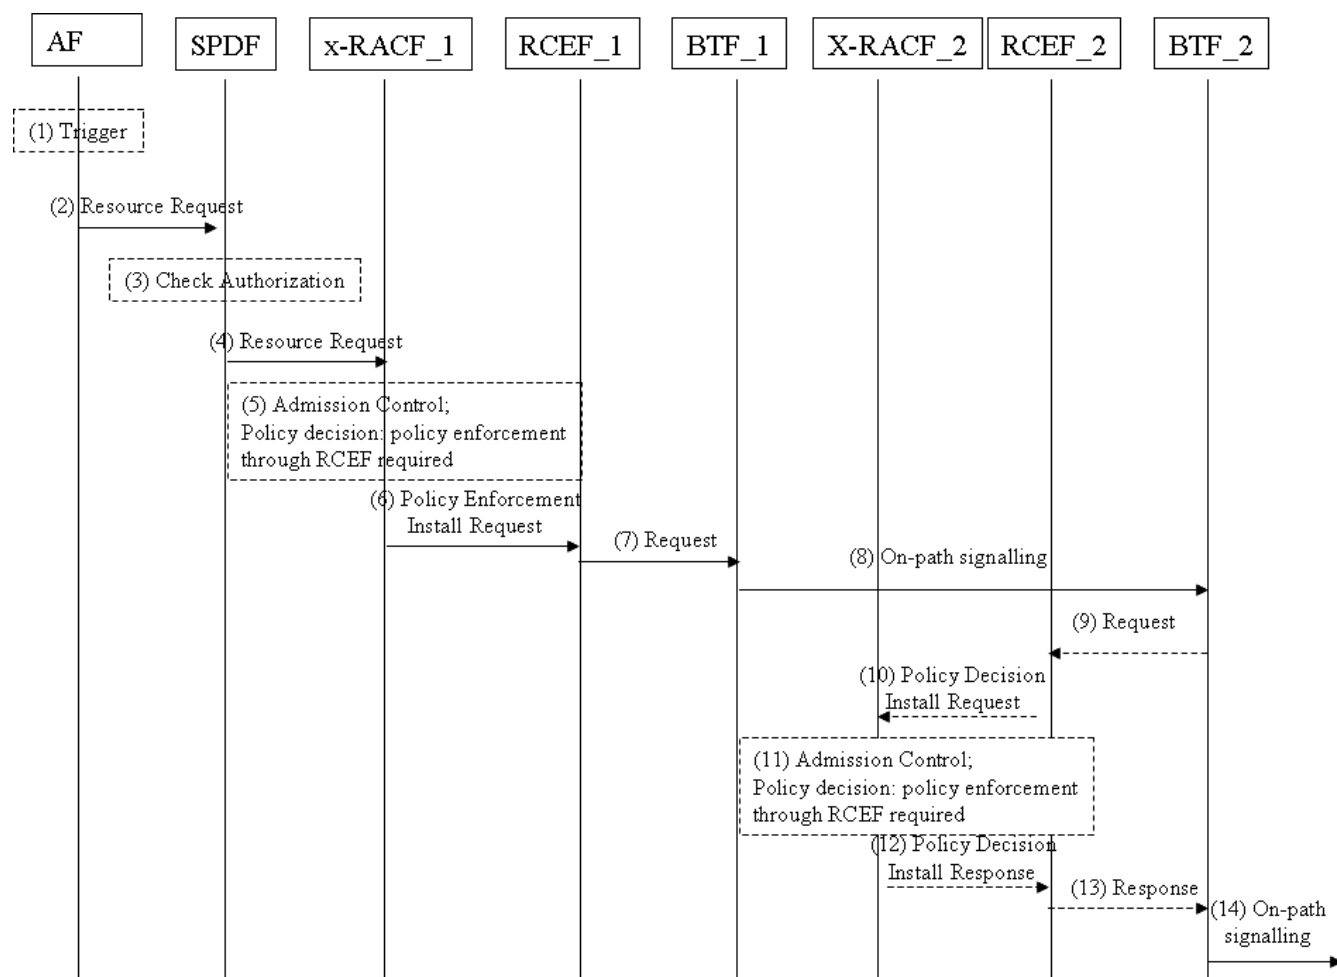 AF
SPDF
x-RACF_1
RCEF_1
BTF_1
X-RACF_2
RCEF_2
BTF_2
(1) Trigger
(2) Resource Request
(3) Check Authorization
(4) Resource Request
(5) Admission Control;
Policy decision: policy enforcement
through RCEF required
(6) Policy Enforcement
Install Request
(7) Request
(8) On-path signalling
(9) Request
(10) Policy Decision
Install Request
(11) Admission Control;
Policy decision: policy enforcement
through RCEF required
(12) Policy Decision
Install Response
(13) Response
(14) On-path
signalling